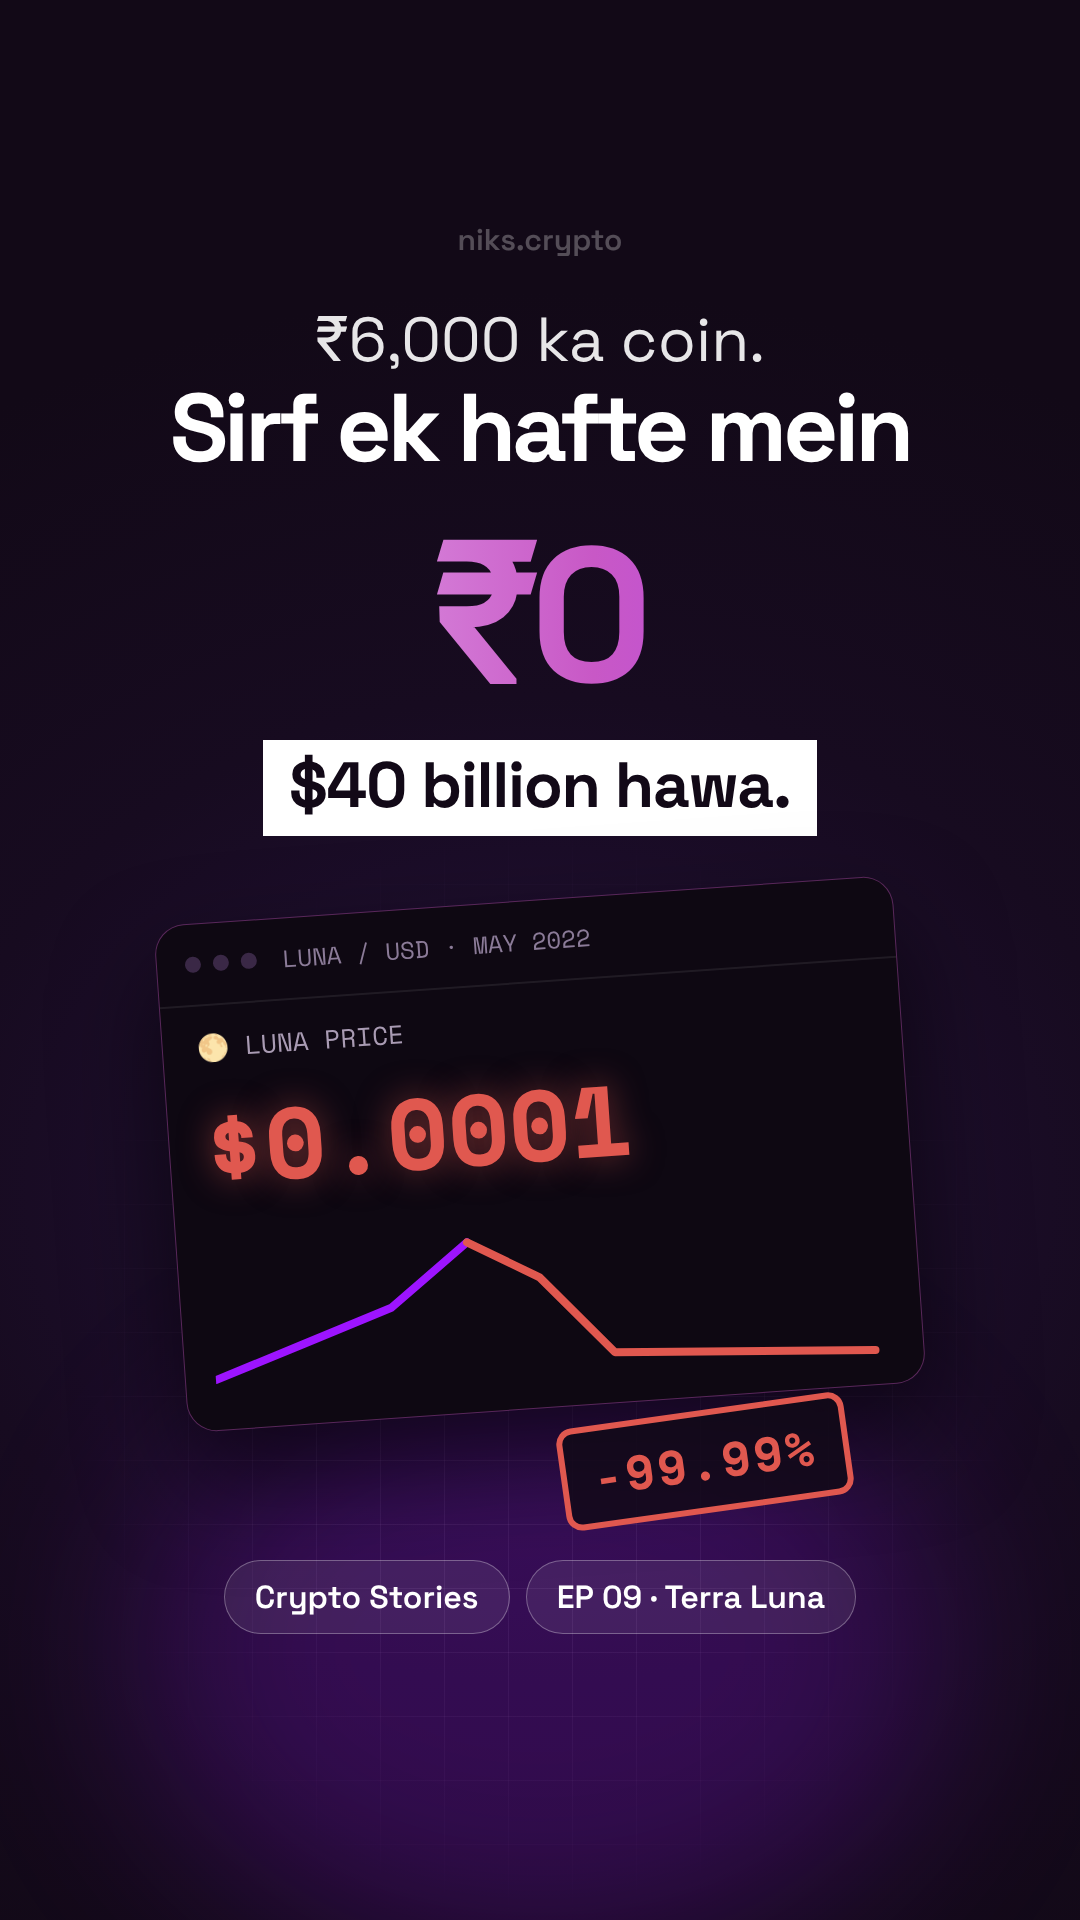 niks.crypto
₹6,000 ka coin.
Sirf ek hafte mein
₹0
$40 billion hawa.
LUNA / USD · MAY 2022
LUNA PRICE
$0.0001
-99.99%
Crypto Stories
EP 09 · Terra Luna